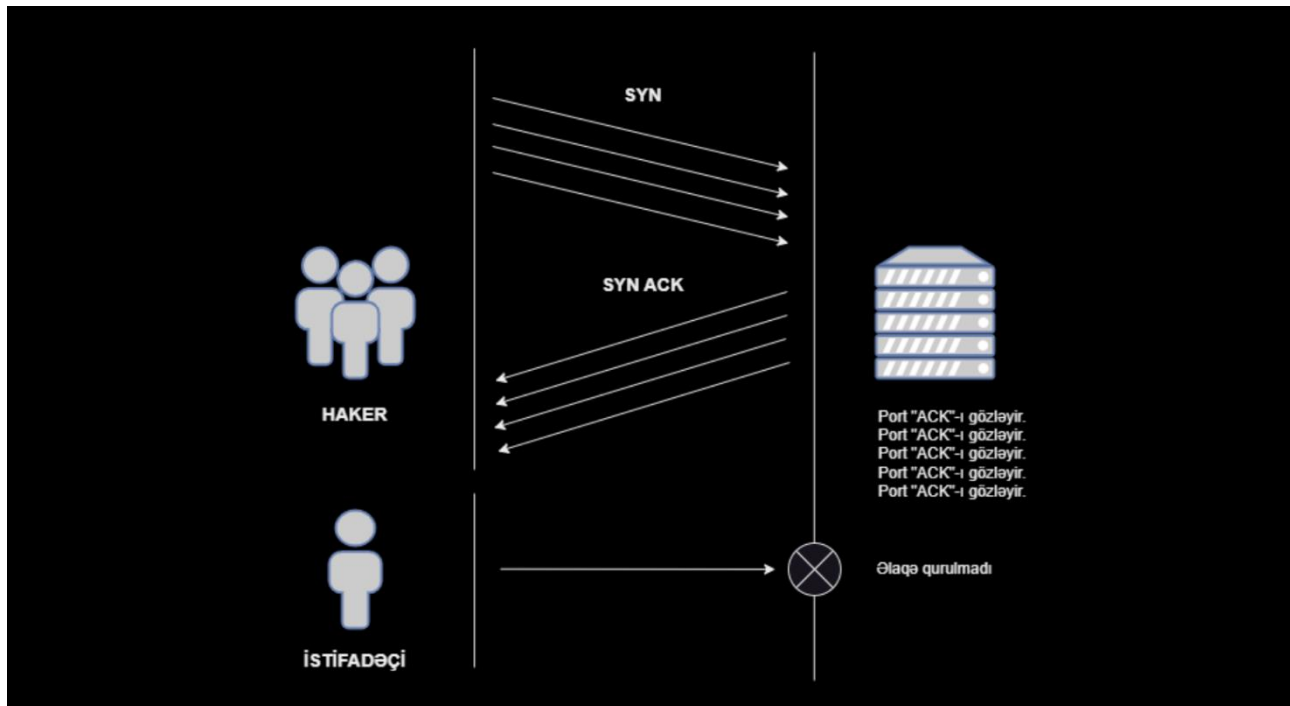 SYN
SYN ACK
HAKER
Port "ACK"-ı gözləyir.
Port "ACK"-ı gözləyir.
Port "ACK"-ı gözləyir.
Port "ACK"-ı gözləyir.
Port "ACK"-ı gözləyir.
Əlaqə qurulmadı
İSTİFADƏÇİ